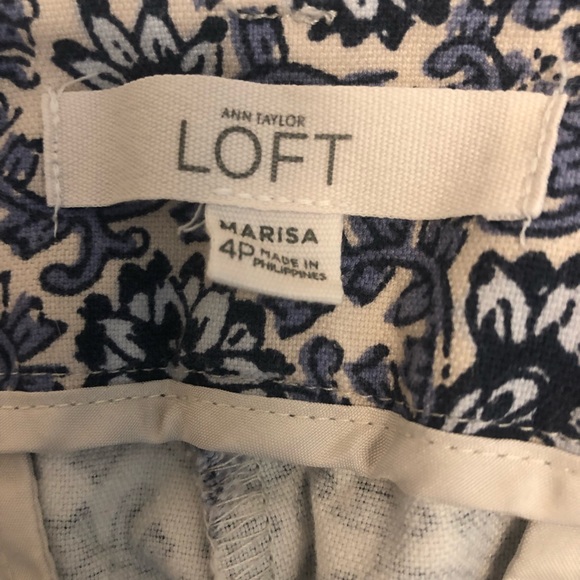 ANN TAYLOR
LOFT
MARISA
4P MADE IN
PHILIPPINES